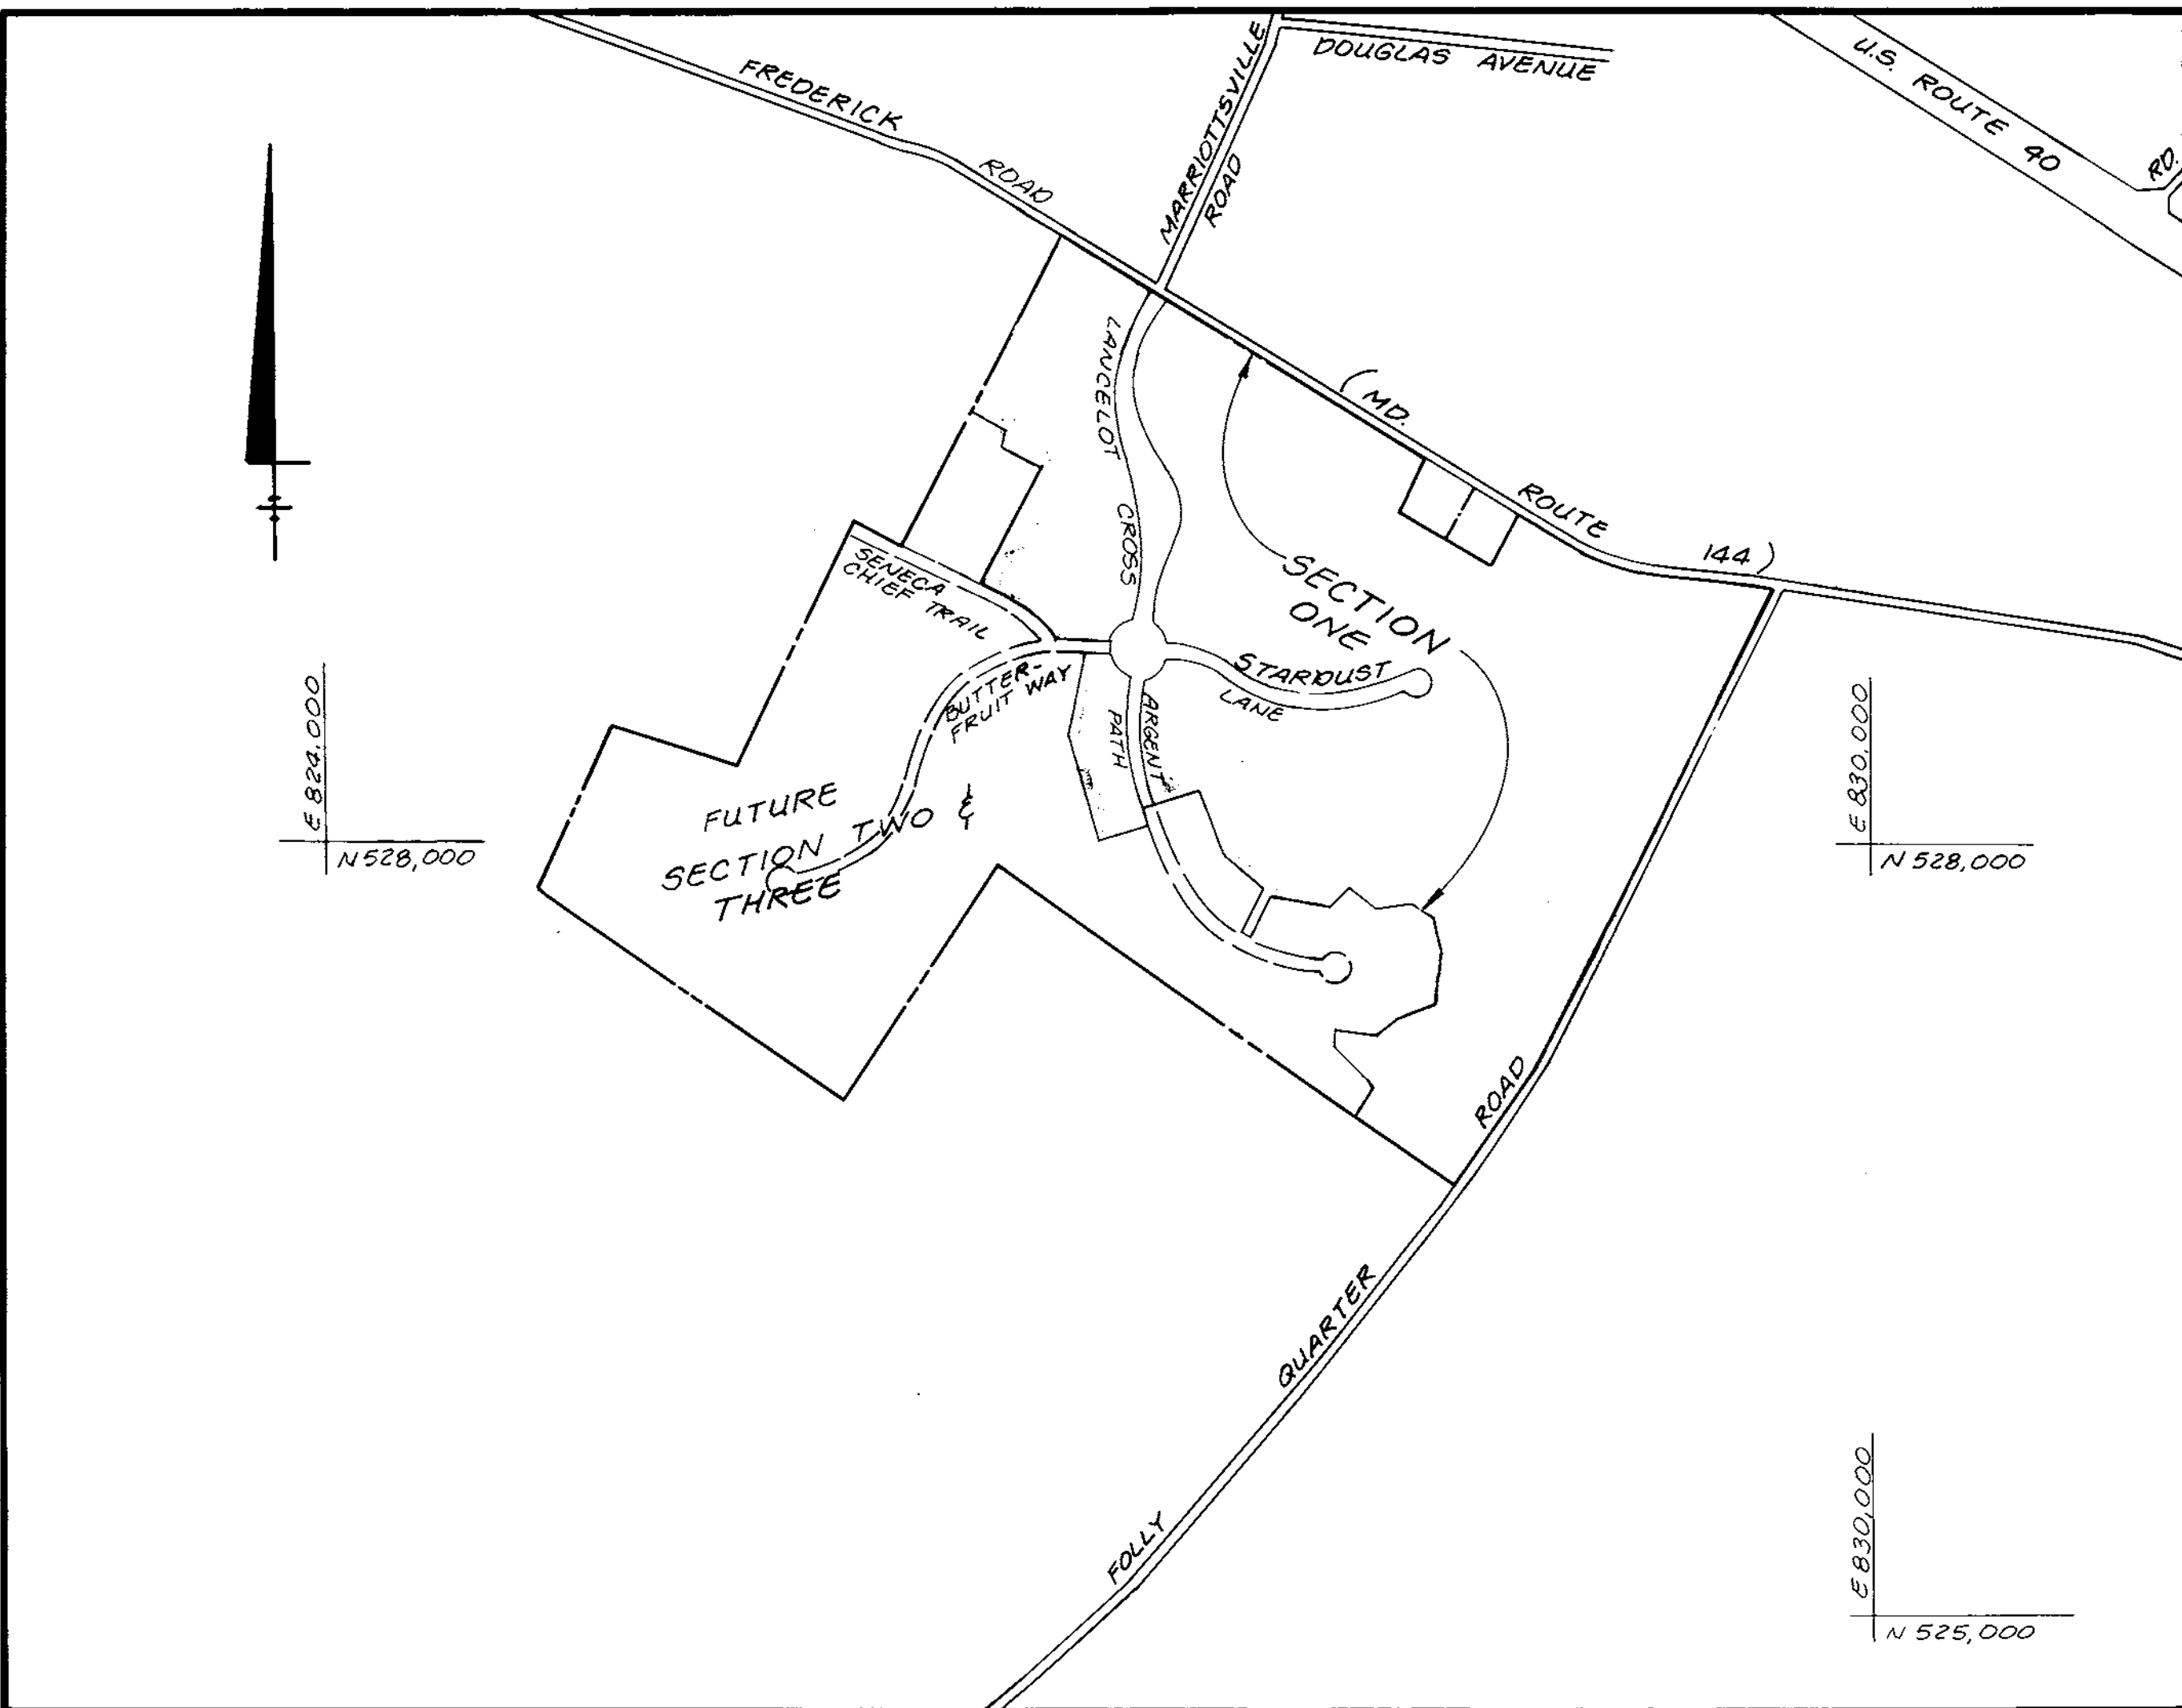 DOUGLAS AVENUE
U.S. ROUTE 40
RD.
FREDERICK
ROAD
MARRIOTTSVILLE
ROAD
LANCELOT
CROSS
(MD.
ROUTE
144)
SENECA
CHIEF TRAIL
SECTION
ONE
STARDUST
LANE
BUTTER-
FRUIT WAY
ARGENT
PATH
E 824,000
N 528,000
FUTURE
SECTION TWO &
THREE
E 830,000
N 528,000
ROAD
QUARTER
FOLLY
E 830,000
N 525,000